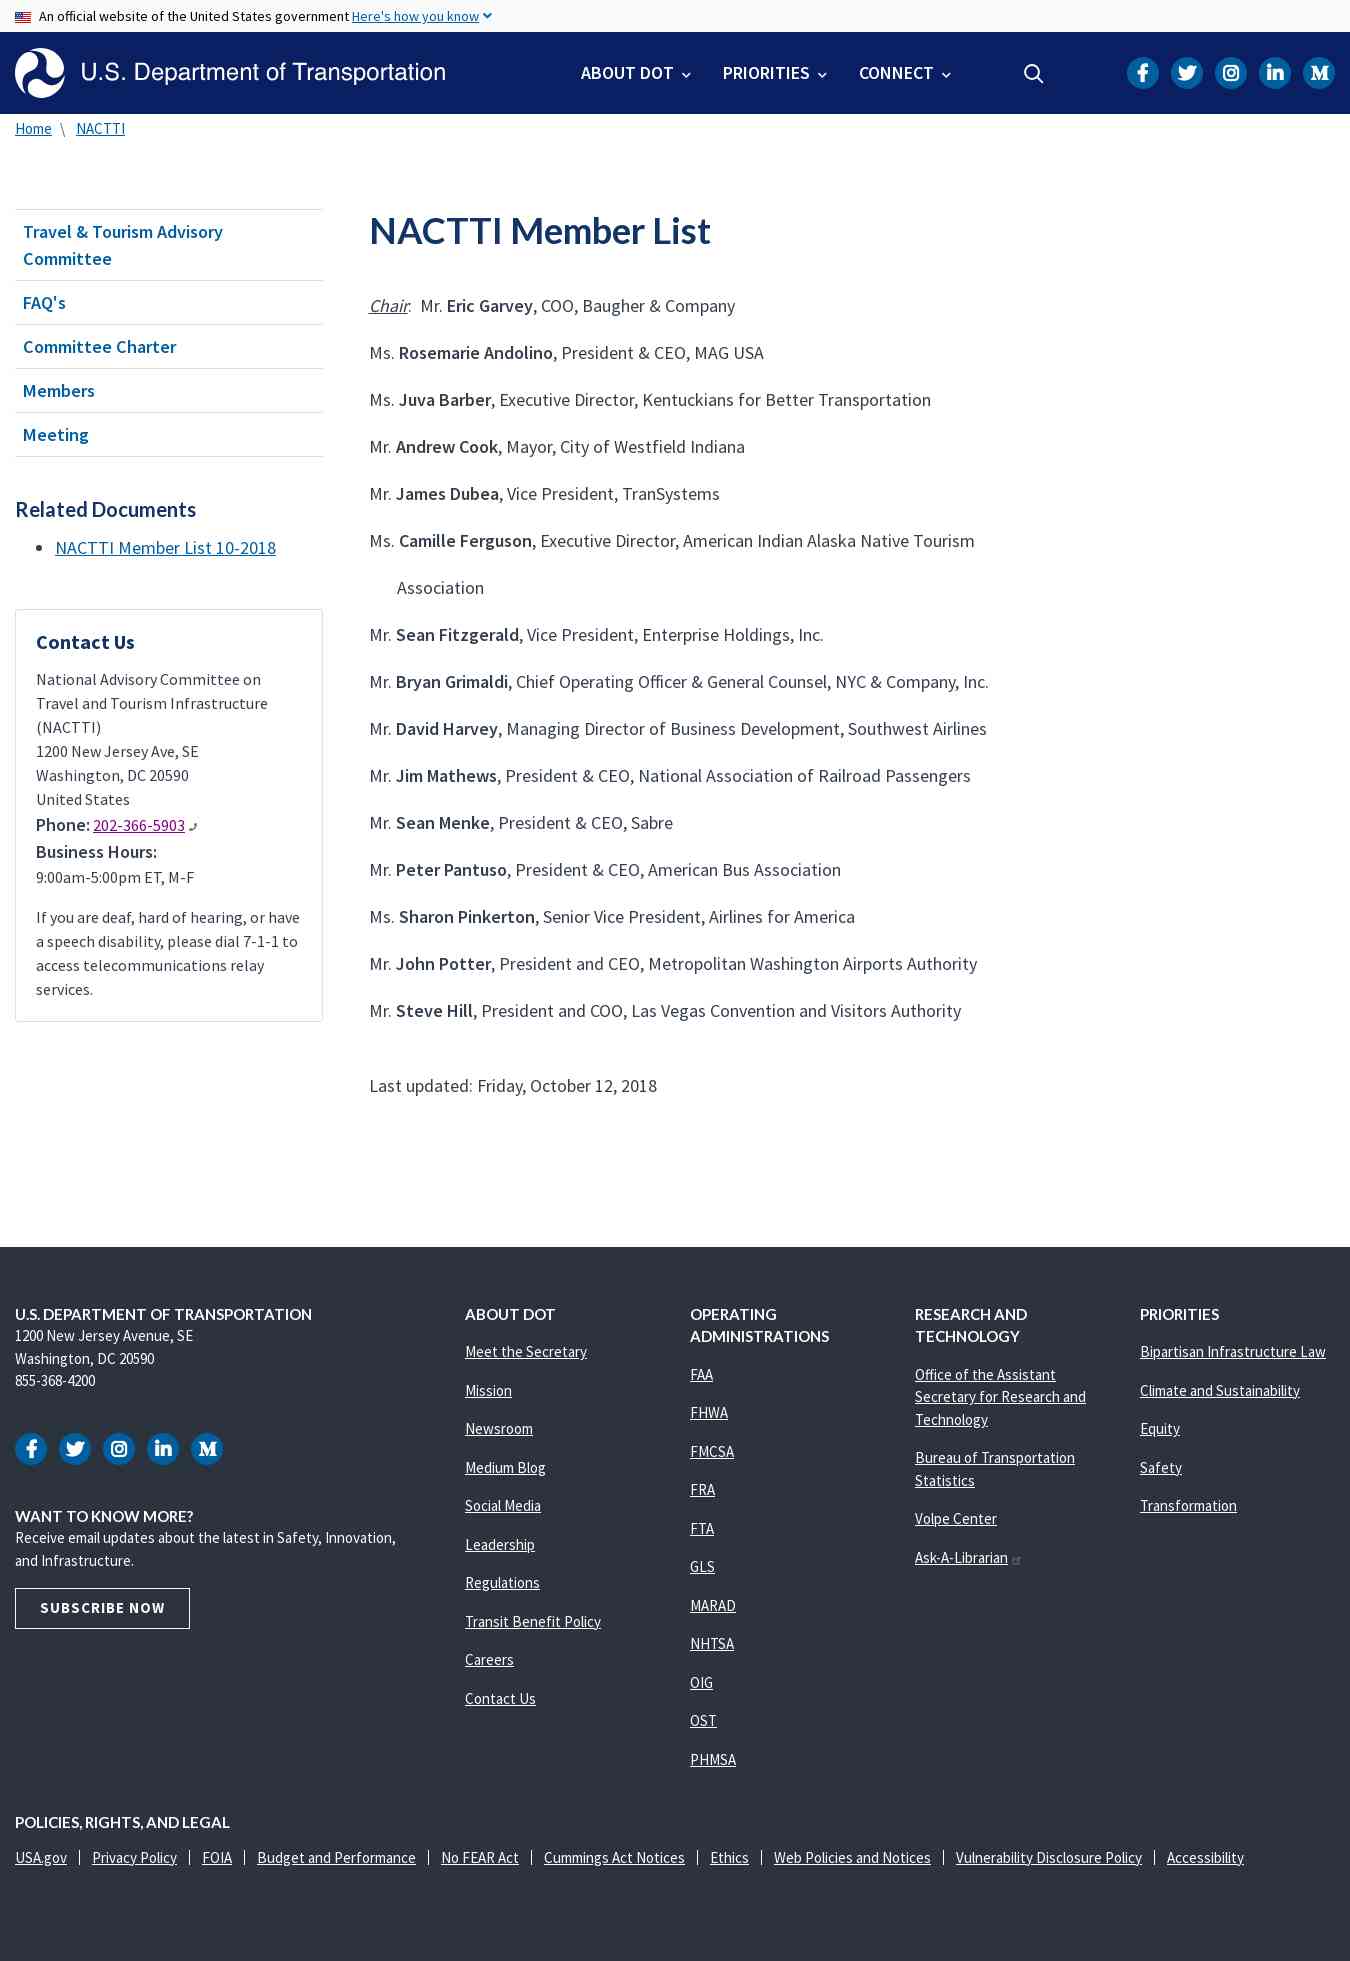 An official website of the United States government Here's how you know
U.S. Department of Transportation
ABOUT DOT
PRIORITIES
CONNECT
Home \ NACTTI
Travel & Tourism Advisory
Committee
FAQ's
Committee Charter
Members
Meeting
Related Documents
• NACTTI Member List 10-2018
Contact Us
National Advisory Committee on
Travel and Tourism Infrastructure
(NACTTI)
1200 New Jersey Ave, SE
Washington, DC 20590
United States
Phone: 202-366-5903
Business Hours:
9:00am-5:00pm ET, M-F
If you are deaf, hard of hearing, or have
a speech disability, please dial 7-1-1 to
access telecommunications relay
services.
NACTTI Member List
Chair:  Mr. Eric Garvey, COO, Baugher & Company
Ms. Rosemarie Andolino, President & CEO, MAG USA
Ms. Juva Barber, Executive Director, Kentuckians for Better Transportation
Mr. Andrew Cook, Mayor, City of Westfield Indiana
Mr. James Dubea, Vice President, TranSystems
Ms. Camille Ferguson, Executive Director, American Indian Alaska Native Tourism
Association
Mr. Sean Fitzgerald, Vice President, Enterprise Holdings, Inc.
Mr. Bryan Grimaldi, Chief Operating Officer & General Counsel, NYC & Company, Inc.
Mr. David Harvey, Managing Director of Business Development, Southwest Airlines
Mr. Jim Mathews, President & CEO, National Association of Railroad Passengers
Mr. Sean Menke, President & CEO, Sabre
Mr. Peter Pantuso, President & CEO, American Bus Association
Ms. Sharon Pinkerton, Senior Vice President, Airlines for America
Mr. John Potter, President and CEO, Metropolitan Washington Airports Authority
Mr. Steve Hill, President and COO, Las Vegas Convention and Visitors Authority
Last updated: Friday, October 12, 2018
U.S. DEPARTMENT OF TRANSPORTATION
1200 New Jersey Avenue, SE
Washington, DC 20590
855-368-4200
WANT TO KNOW MORE?
Receive email updates about the latest in Safety, Innovation,
and Infrastructure.
SUBSCRIBE NOW
ABOUT DOT
Meet the Secretary
Mission
Newsroom
Medium Blog
Social Media
Leadership
Regulations
Transit Benefit Policy
Careers
Contact Us
OPERATING
ADMINISTRATIONS
FAA
FHWA
FMCSA
FRA
FTA
GLS
MARAD
NHTSA
OIG
OST
PHMSA
RESEARCH AND
TECHNOLOGY
Office of the Assistant
Secretary for Research and
Technology
Bureau of Transportation
Statistics
Volpe Center
Ask-A-Librarian
PRIORITIES
Bipartisan Infrastructure Law
Climate and Sustainability
Equity
Safety
Transformation
POLICIES, RIGHTS, AND LEGAL
USA.gov | Privacy Policy | FOIA | Budget and Performance | No FEAR Act | Cummings Act Notices | Ethics | Web Policies and Notices | Vulnerability Disclosure Policy | Accessibility